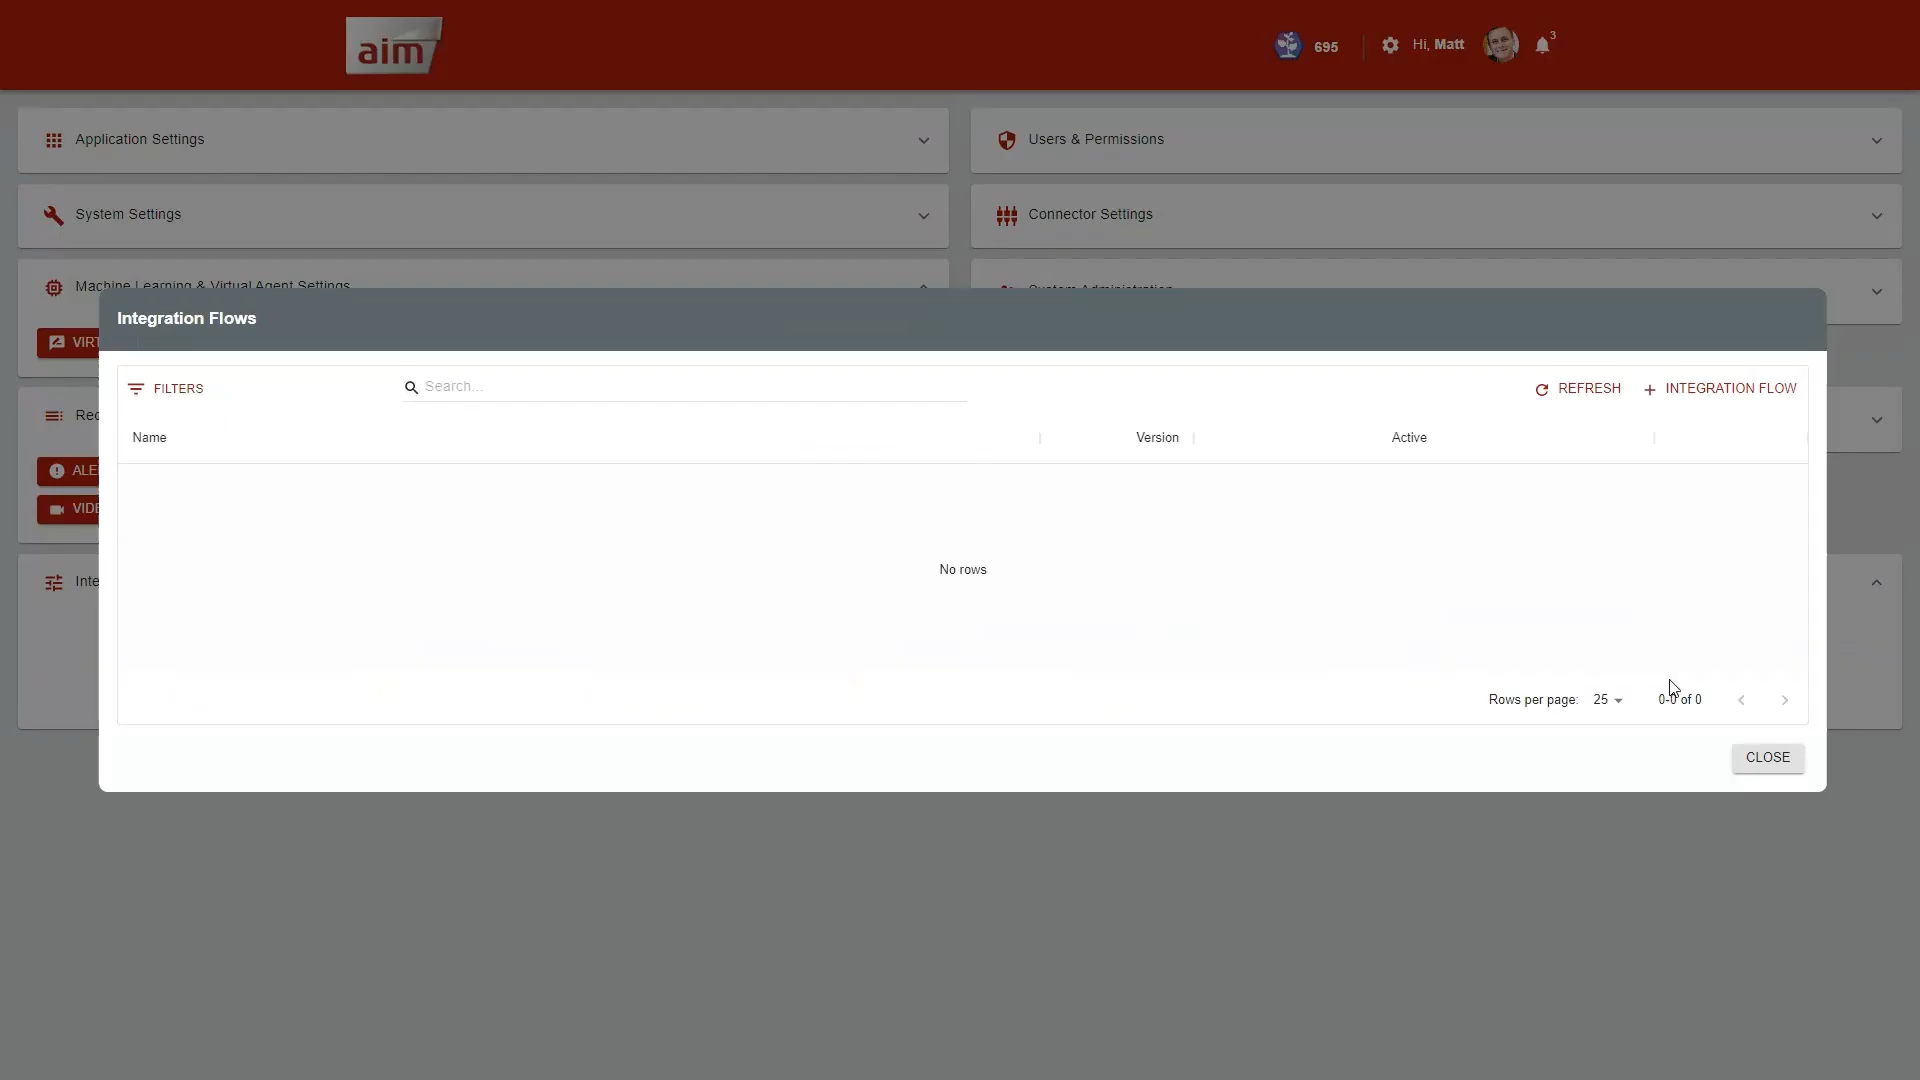 aim
695
Hi, Matt
3
Application Settings
Users & Permissions
System Settings
Connector Settings
Machine Learning & Virtual Agent Settings
System Administration
Integration Flows
VIRT
FILTERS
Search...
REFRESH
+ INTEGRATION FLOW
Rec
Name
Version
Active
ALE
VIDE
No rows
Inte
Rows per page: 25
0-0 of 0
CLOSE